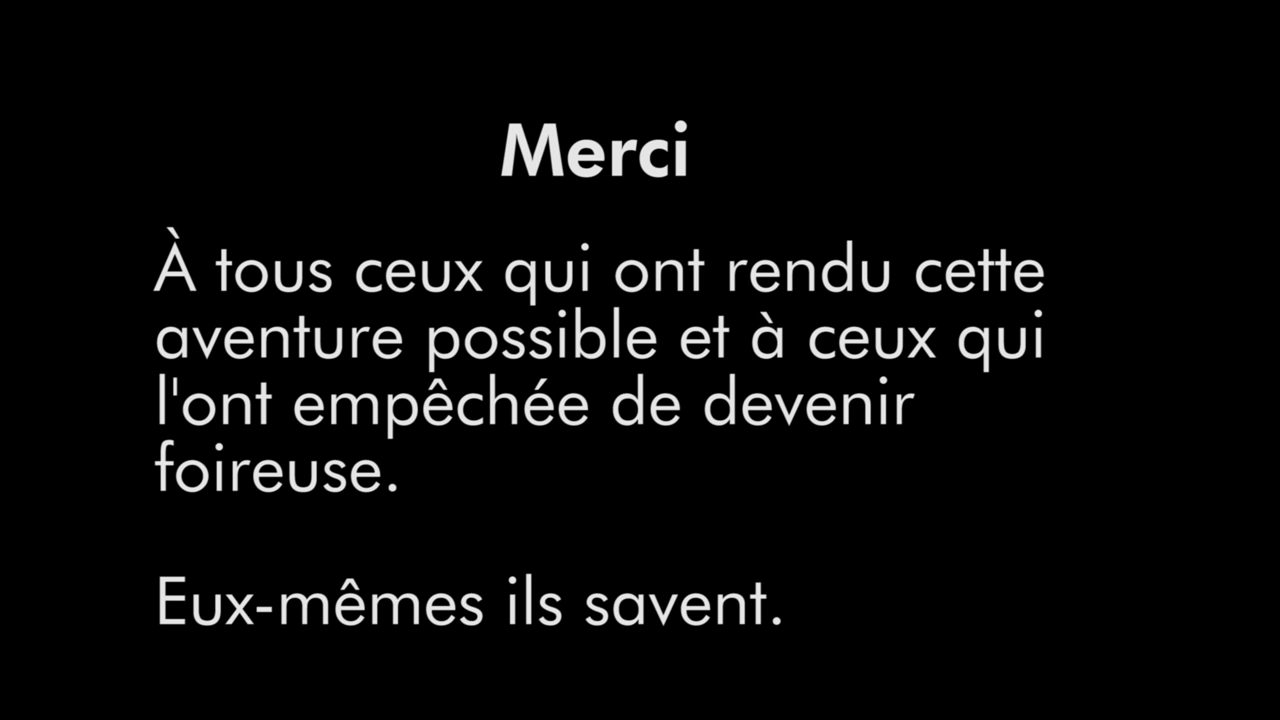 Merci
À tous ceux qui ont rendu cette
aventure possible et à ceux qui
l'ont empêchée de devenir
foireuse.
Eux-mêmes ils savent.